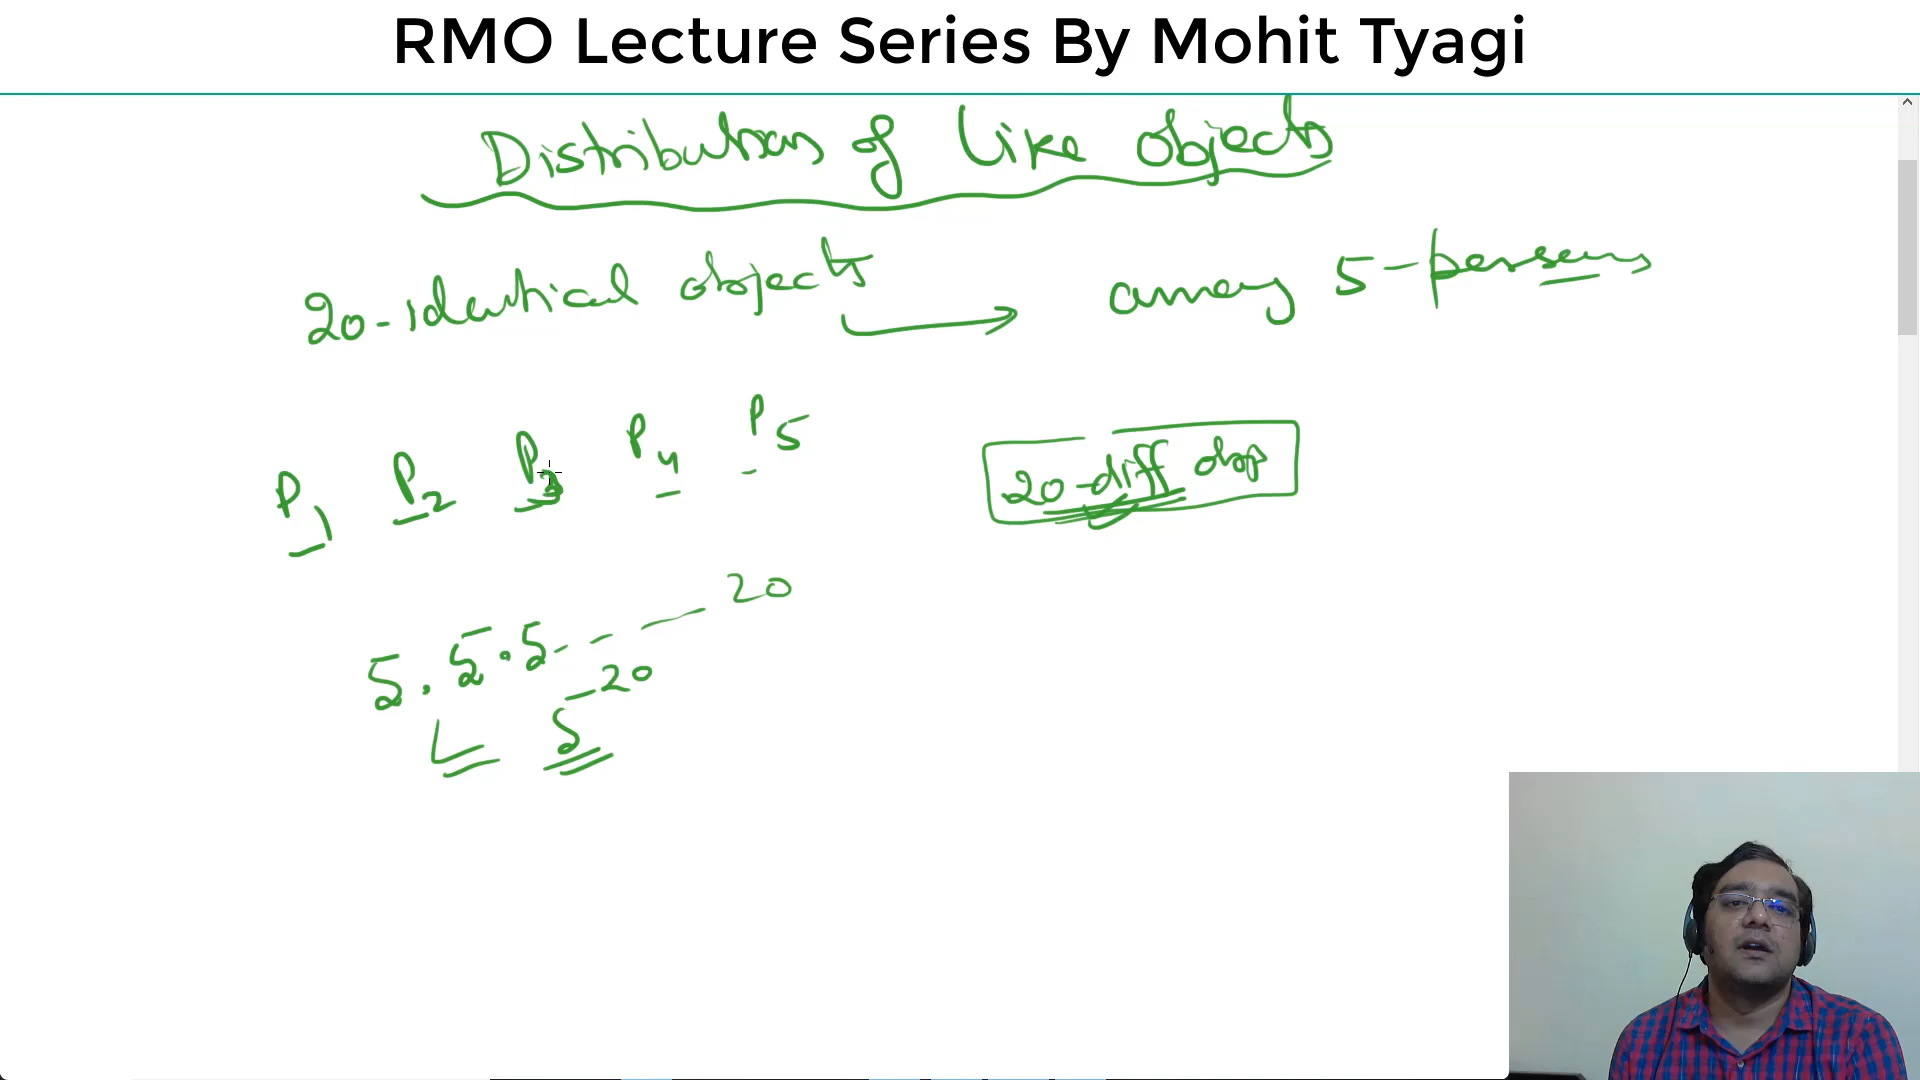 RMO Lecture Series By Mohit Tyagi
Distribution of Like Objects
20-identical objects → among 5-persons
P1 P2 P3 P4 P5
20-diff obj
5.5.5------20
5 20